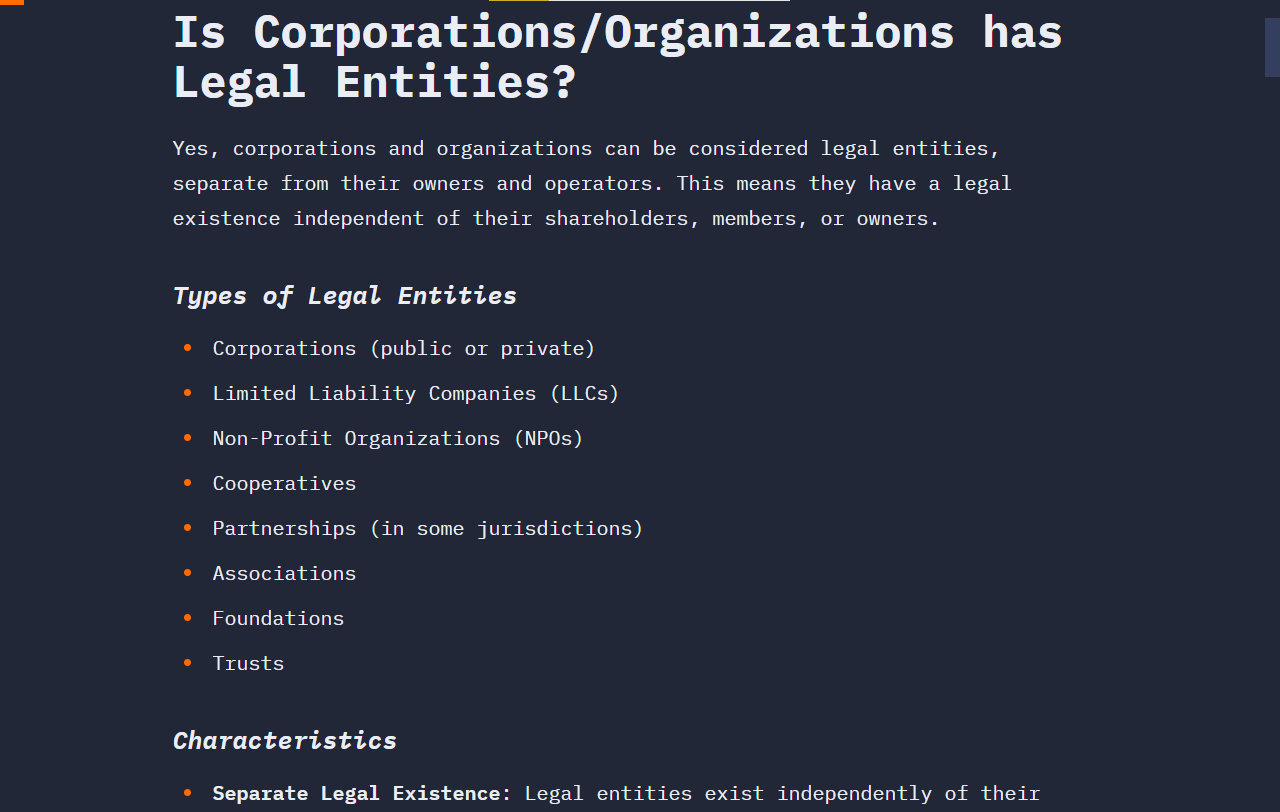 Is Corporations/Organizations has
Legal Entities?
Yes, corporations and organizations can be considered legal entities,
separate from their owners and operators. This means they have a legal
existence independent of their shareholders, members, or owners.
Types of Legal Entities
Corporations (public or private)
Limited Liability Companies (LLCs)
Non-Profit Organizations (NPOs)
Cooperatives
Partnerships (in some jurisdictions)
Associations
Foundations
Trusts
Characteristics
Separate Legal Existence: Legal entities exist independently of their